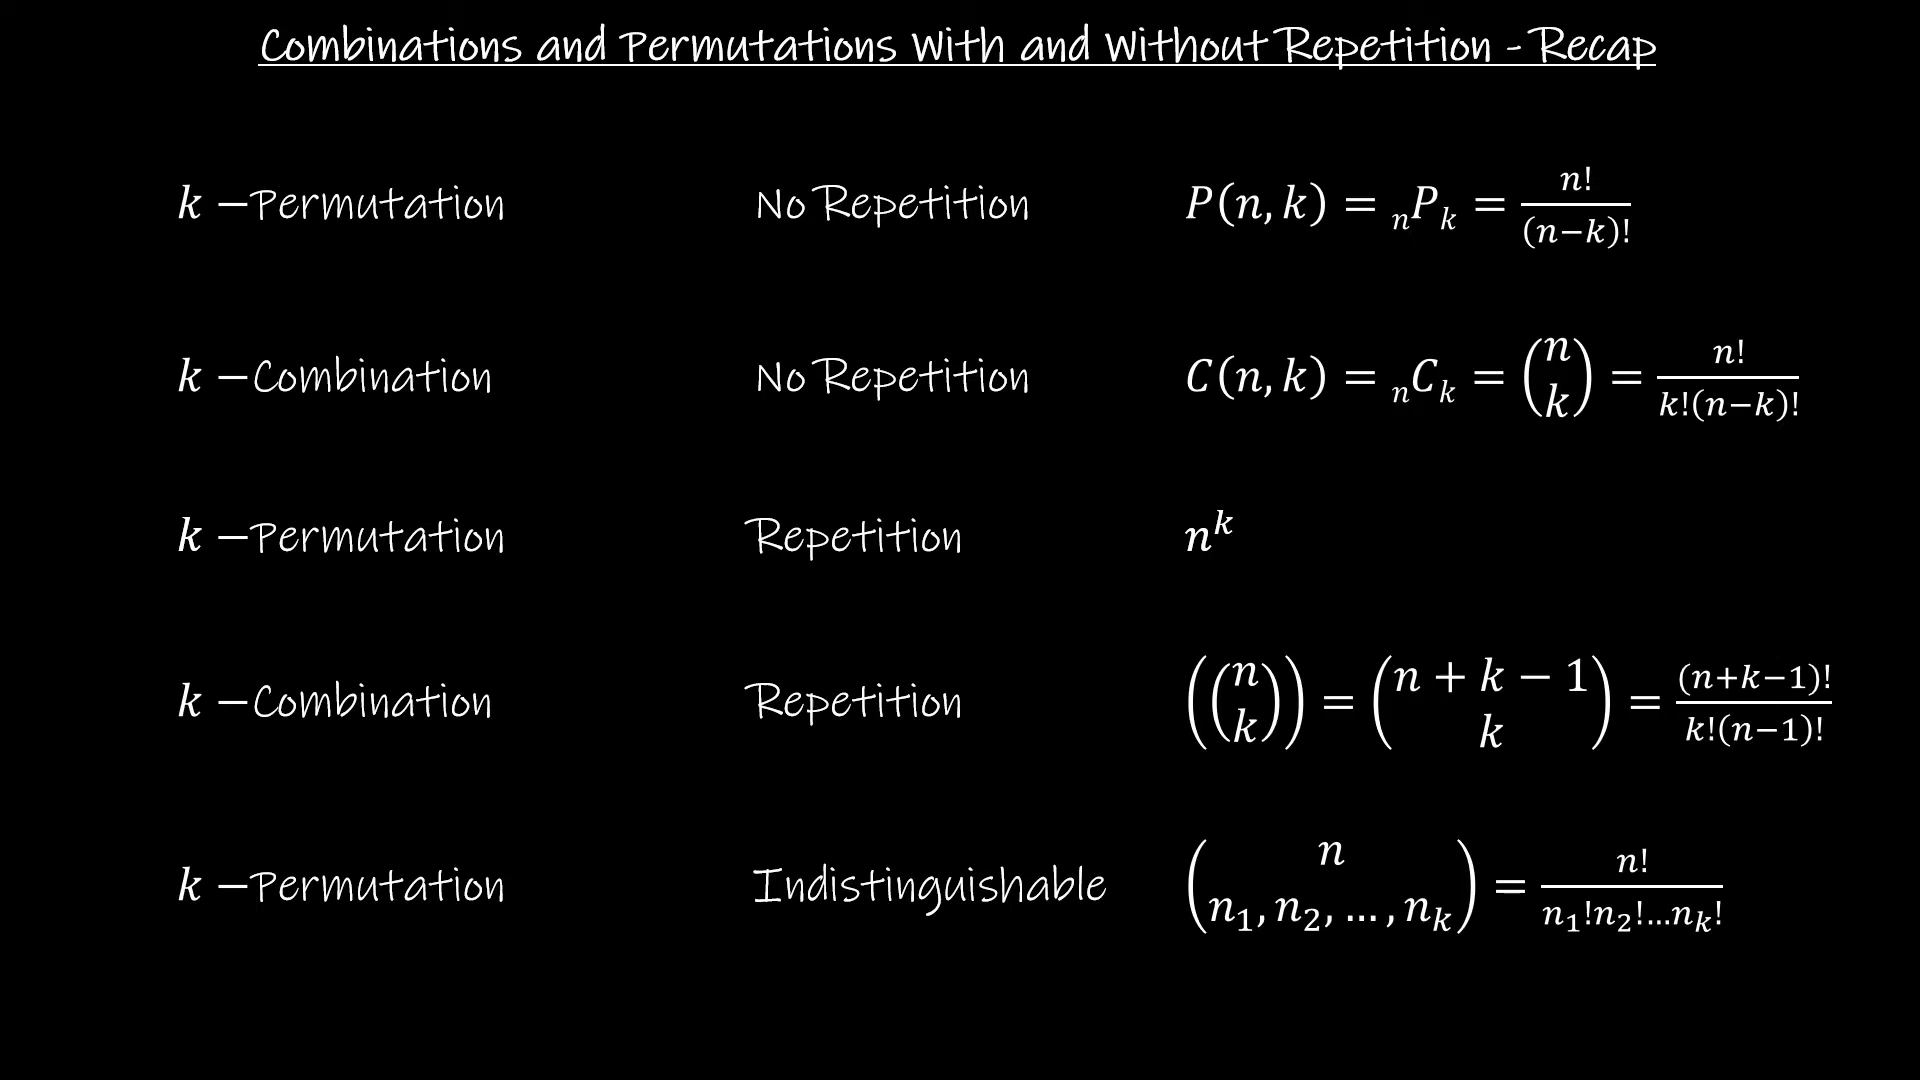 Combinations and Permutations With and Without Repetition - Recap
k −Permutation No Repetition P(n, k) = ₙPₖ = n!/(n−k)!
k −Combination No Repetition C(n, k) = ₙCₖ = (n k) = n!/k!(n−k)!
k −Permutation Repetition nᵏ
k −Combination Repetition ((n k)) = (n + k − 1 k) = (n+k−1)!/k!(n−1)!
k −Permutation Indistinguishable (n n₁, n₂, … , nₖ) = n!/n₁!n₂!…nₖ!